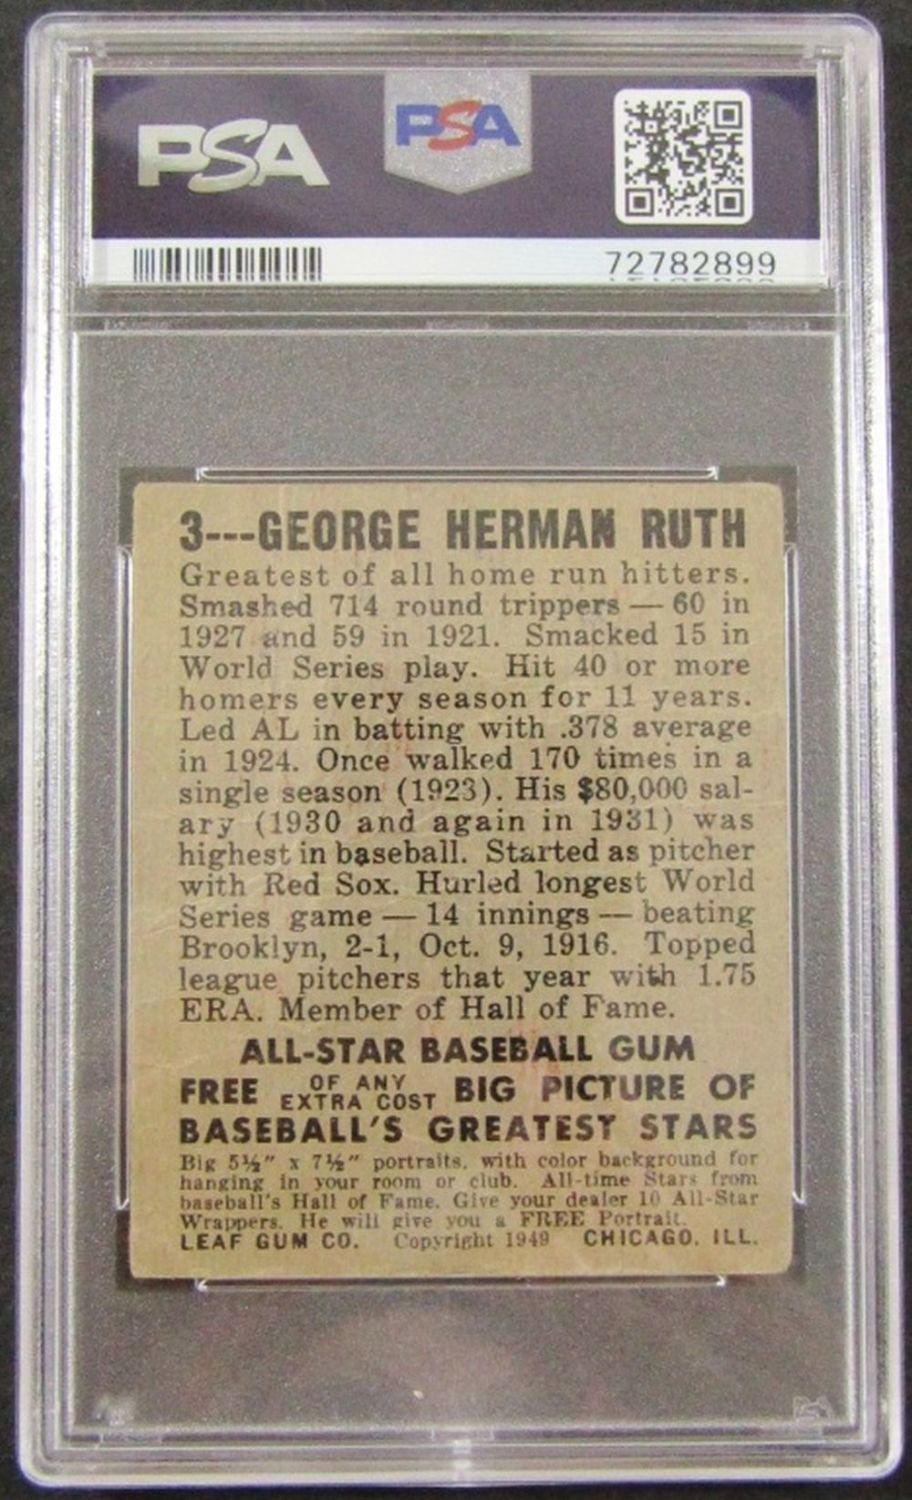 PSA PSA
72782899
3---GEORGE HERMAN RUTH
Greatest of all home run hitters.
Smashed 714 round trippers — 60 in
1927 and 59 in 1921. Smacked 15 in
World Series play. Hit 40 or more
homers every season for 11 years.
Led AL in batting with .378 average
in 1924. Once walked 170 times in a
single season (1923). His $80,000 sal-
ary (1930 and again in 1931) was
highest in baseball. Started as pitcher
with Red Sox. Hurled longest World
Series game — 14 innings — beating
Brooklyn, 2-1, Oct. 9, 1916. Topped
league pitchers that year with 1.75
ERA. Member of Hall of Fame.
ALL-STAR BASEBALL GUM
FREE OF ANY EXTRA COST BIG PICTURE OF
BASEBALL'S GREATEST STARS
Big 5½" x 7½" portraits, with color background for
hanging in your room or club. All-time Stars from
baseball's Hall of Fame. Give your dealer 10 All-Star
Wrappers. He will give you a FREE Portrait.
LEAF GUM CO. Copyright 1949 CHICAGO, ILL.